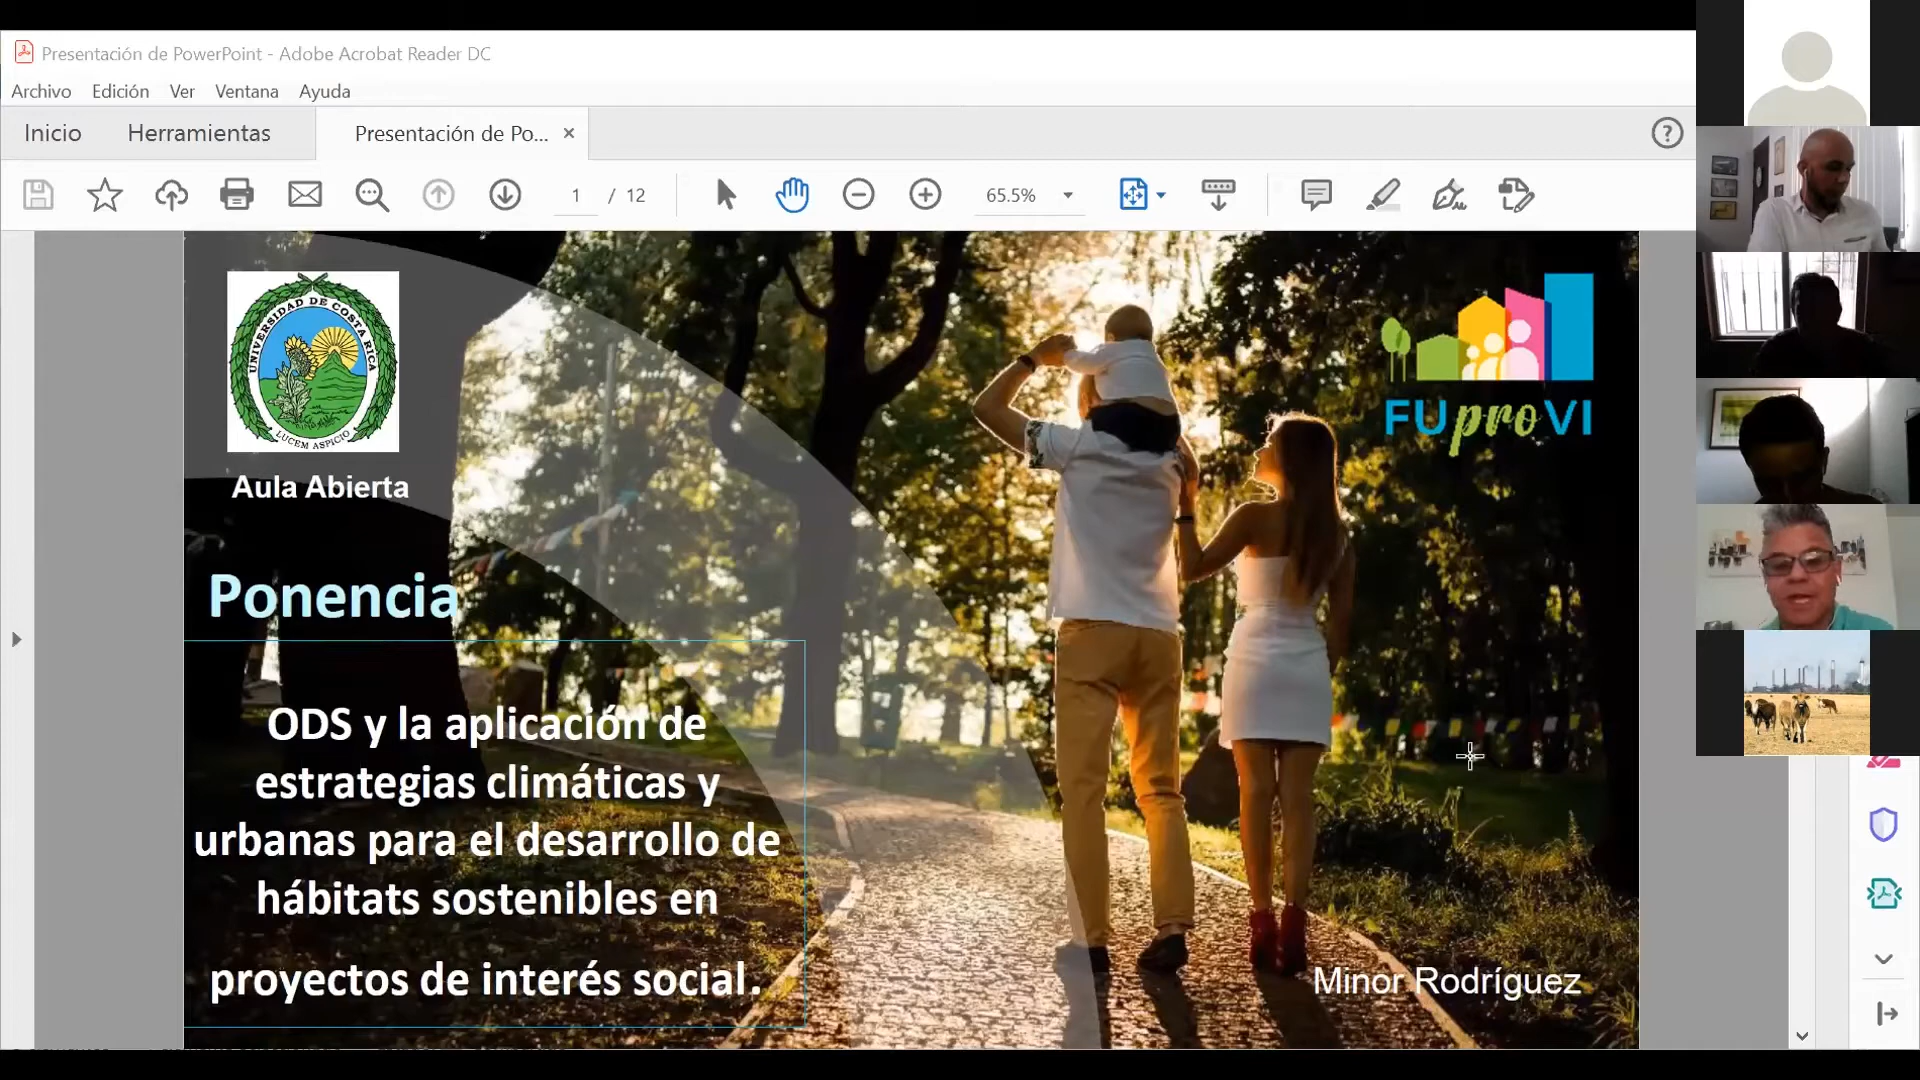 Presentación de PowerPoint - Adobe Acrobat Reader DC
Archivo Edición Ver Ventana Ayuda
Inicio Herramientas Presentación de Po... ×
1 / 12 65.5%
UNIVERSIDAD DE COSTA RICA
LUCEM ASPICIO
Aula Abierta
FUproVI
Ponencia
ODS y la aplicación de
estrategias climáticas y
urbanas para el desarrollo de
hábitats sostenibles en
proyectos de interés social.
Minor Rodríguez